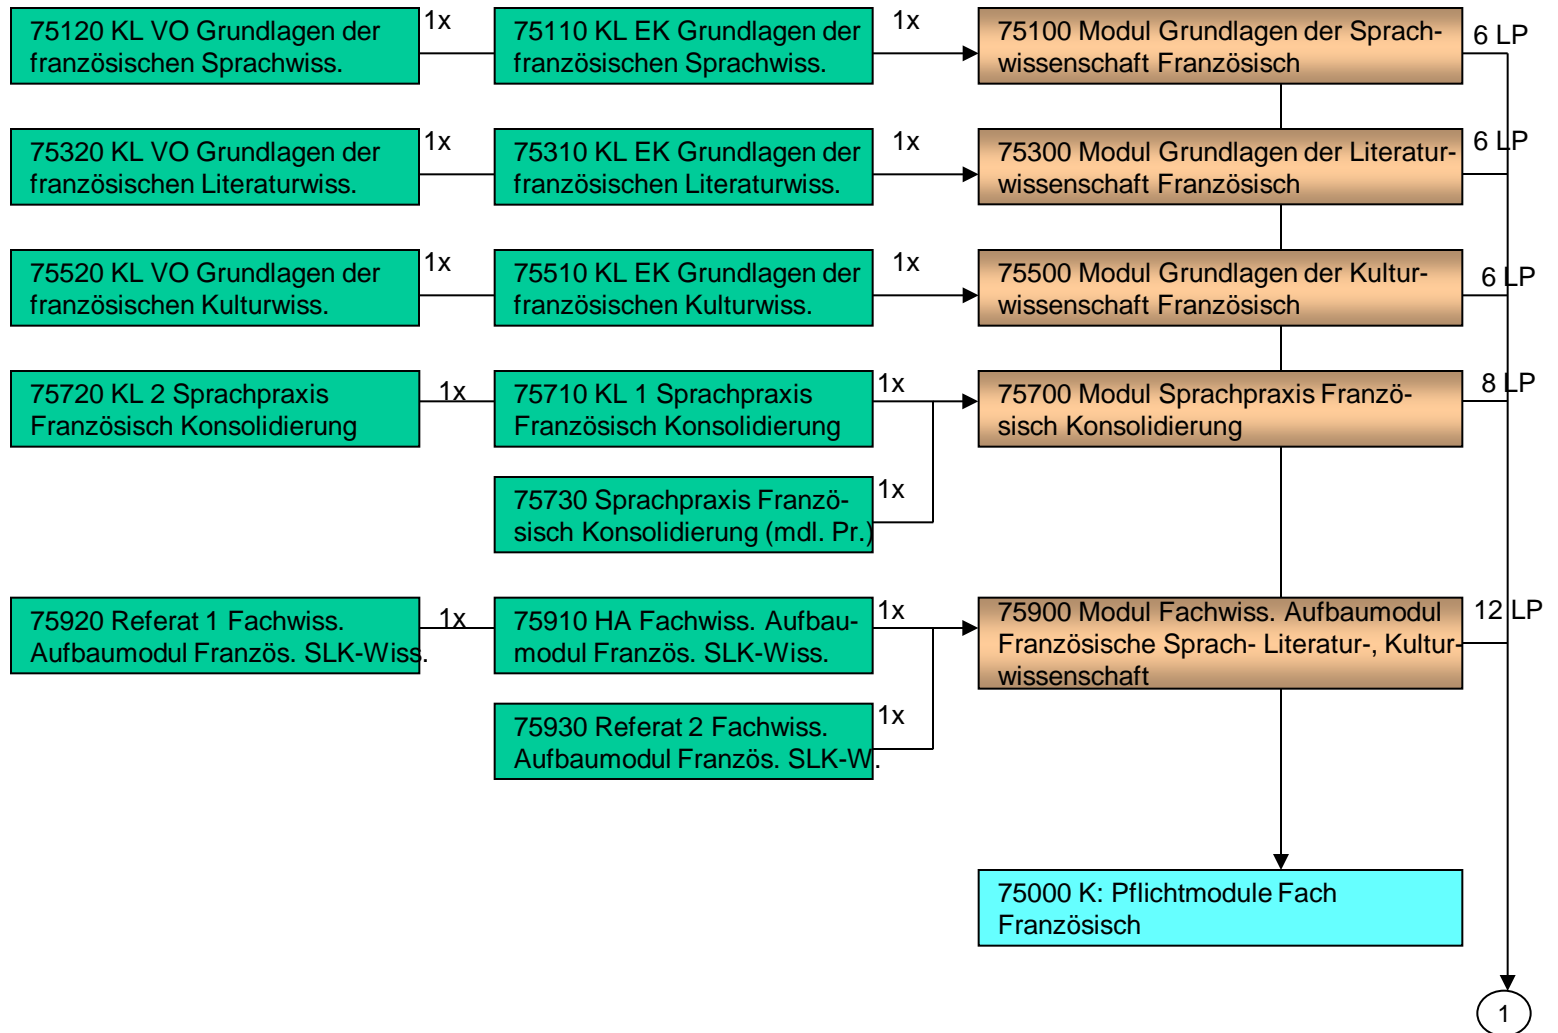 75120 KL VO Grundlagen der
französischen Sprachwiss.
1x
75110 KL EK Grundlagen der
französischen Sprachwiss.
1x
75100 Modul Grundlagen der Sprach-
wissenschaft Französisch
6 LP
75320 KL VO Grundlagen der
französischen Literaturwiss.
1x
75310 KL EK Grundlagen der
französischen Literaturwiss.
1x
75300 Modul Grundlagen der Literatur-
wissenschaft Französisch
6 LP
75520 KL VO Grundlagen der
französischen Kulturwiss.
1x
75510 KL EK Grundlagen der
französischen Kulturwiss.
1x
75500 Modul Grundlagen der Kultur-
wissenschaft Französisch
6 LP
75720 KL 2 Sprachpraxis
Französisch Konsolidierung
1x
75710 KL 1 Sprachpraxis
Französisch Konsolidierung
1x
75700 Modul Sprachpraxis Franzö-
sisch Konsolidierung
8 LP
75730 Sprachpraxis Franzö-
sisch Konsolidierung (mdl. Pr.)
1x
75920 Referat 1 Fachwiss.
Aufbaumodul Französ. SLK-Wiss.
1x
75910 HA Fachwiss. Aufbau-
modul Französ. SLK-Wiss.
1x
75900 Modul Fachwiss. Aufbaumodul
Französische Sprach- Literatur-, Kultur-
wissenschaft
12 LP
75930 Referat 2 Fachwiss.
Aufbaumodul Französ. SLK-W.
1x
75000 K: Pflichtmodule Fach
Französisch
1